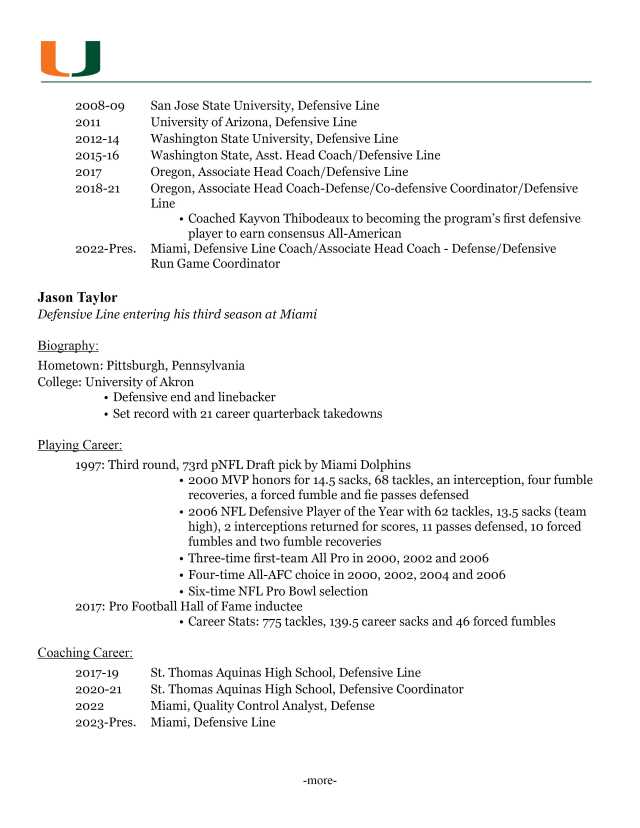 2008-09 San Jose State University, Defensive Line
2011 University of Arizona, Defensive Line
2012-14 Washington State University, Defensive Line
2015-16 Washington State, Asst. Head Coach/Defensive Line
2017 Oregon, Associate Head Coach/Defensive Line
2018-21 Oregon, Associate Head Coach-Defense/Co-defensive Coordinator/Defensive
Line
• Coached Kayvon Thibodeaux to becoming the program's first defensive
player to earn consensus All-American
2022-Pres. Miami, Defensive Line Coach/Associate Head Coach - Defense/Defensive
Run Game Coordinator
Jason Taylor
Defensive Line entering his third season at Miami
Biography:
Hometown: Pittsburgh, Pennsylvania
College: University of Akron
• Defensive end and linebacker
• Set record with 21 career quarterback takedowns
Playing Career:
1997: Third round, 73rd pNFL Draft pick by Miami Dolphins
• 2000 MVP honors for 14.5 sacks, 68 tackles, an interception, four fumble
recoveries, a forced fumble and fie passes defensed
• 2006 NFL Defensive Player of the Year with 62 tackles, 13.5 sacks (team
high), 2 interceptions returned for scores, 11 passes defensed, 10 forced
fumbles and two fumble recoveries
• Three-time first-team All Pro in 2000, 2002 and 2006
• Four-time All-AFC choice in 2000, 2002, 2004 and 2006
• Six-time NFL Pro Bowl selection
2017: Pro Football Hall of Fame inductee
• Career Stats: 775 tackles, 139.5 career sacks and 46 forced fumbles
Coaching Career:
2017-19 St. Thomas Aquinas High School, Defensive Line
2020-21 St. Thomas Aquinas High School, Defensive Coordinator
2022 Miami, Quality Control Analyst, Defense
2023-Pres. Miami, Defensive Line
-more-